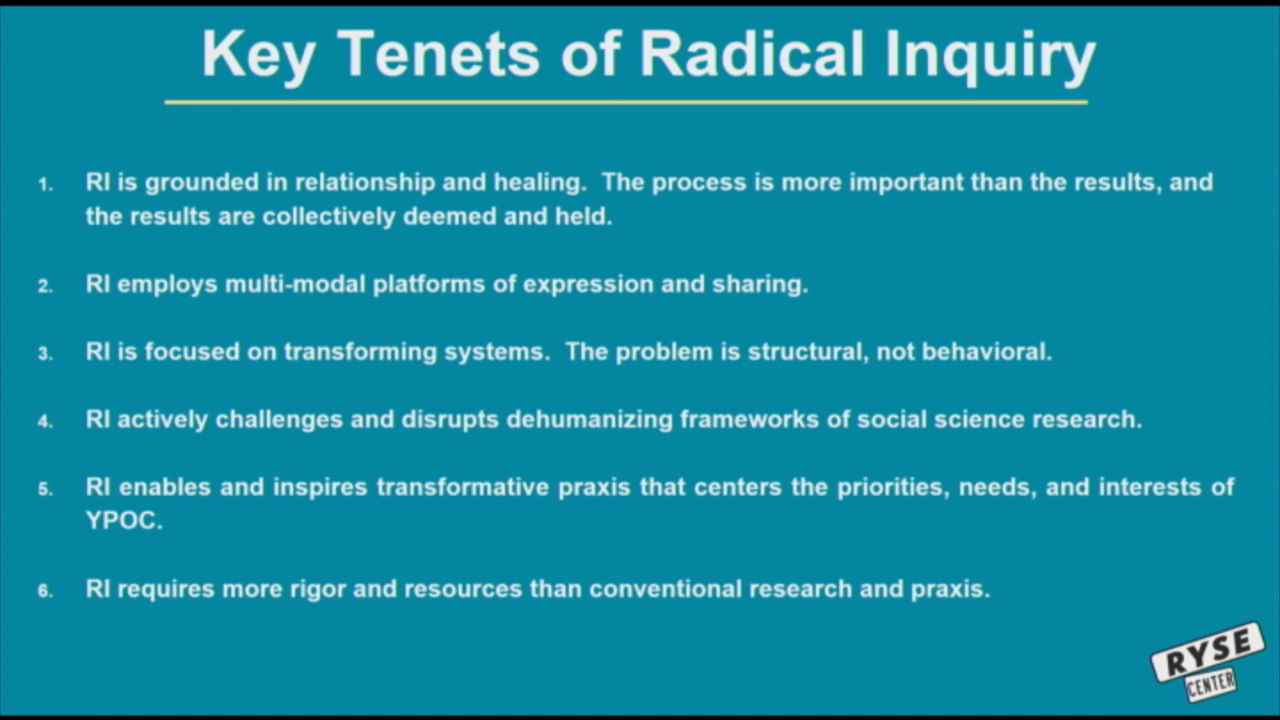 Key Tenets of Radical Inquiry
1. RI is grounded in relationship and healing.  The process is more important than the results, and
the results are collectively deemed and held.
2. RI employs multi-modal platforms of expression and sharing.
3. RI is focused on transforming systems.  The problem is structural, not behavioral.
4. RI actively challenges and disrupts dehumanizing frameworks of social science research.
5. RI enables and inspires transformative praxis that centers the priorities, needs, and interests of
YPOC.
6. RI requires more rigor and resources than conventional research and praxis.
RYSE
CENTER